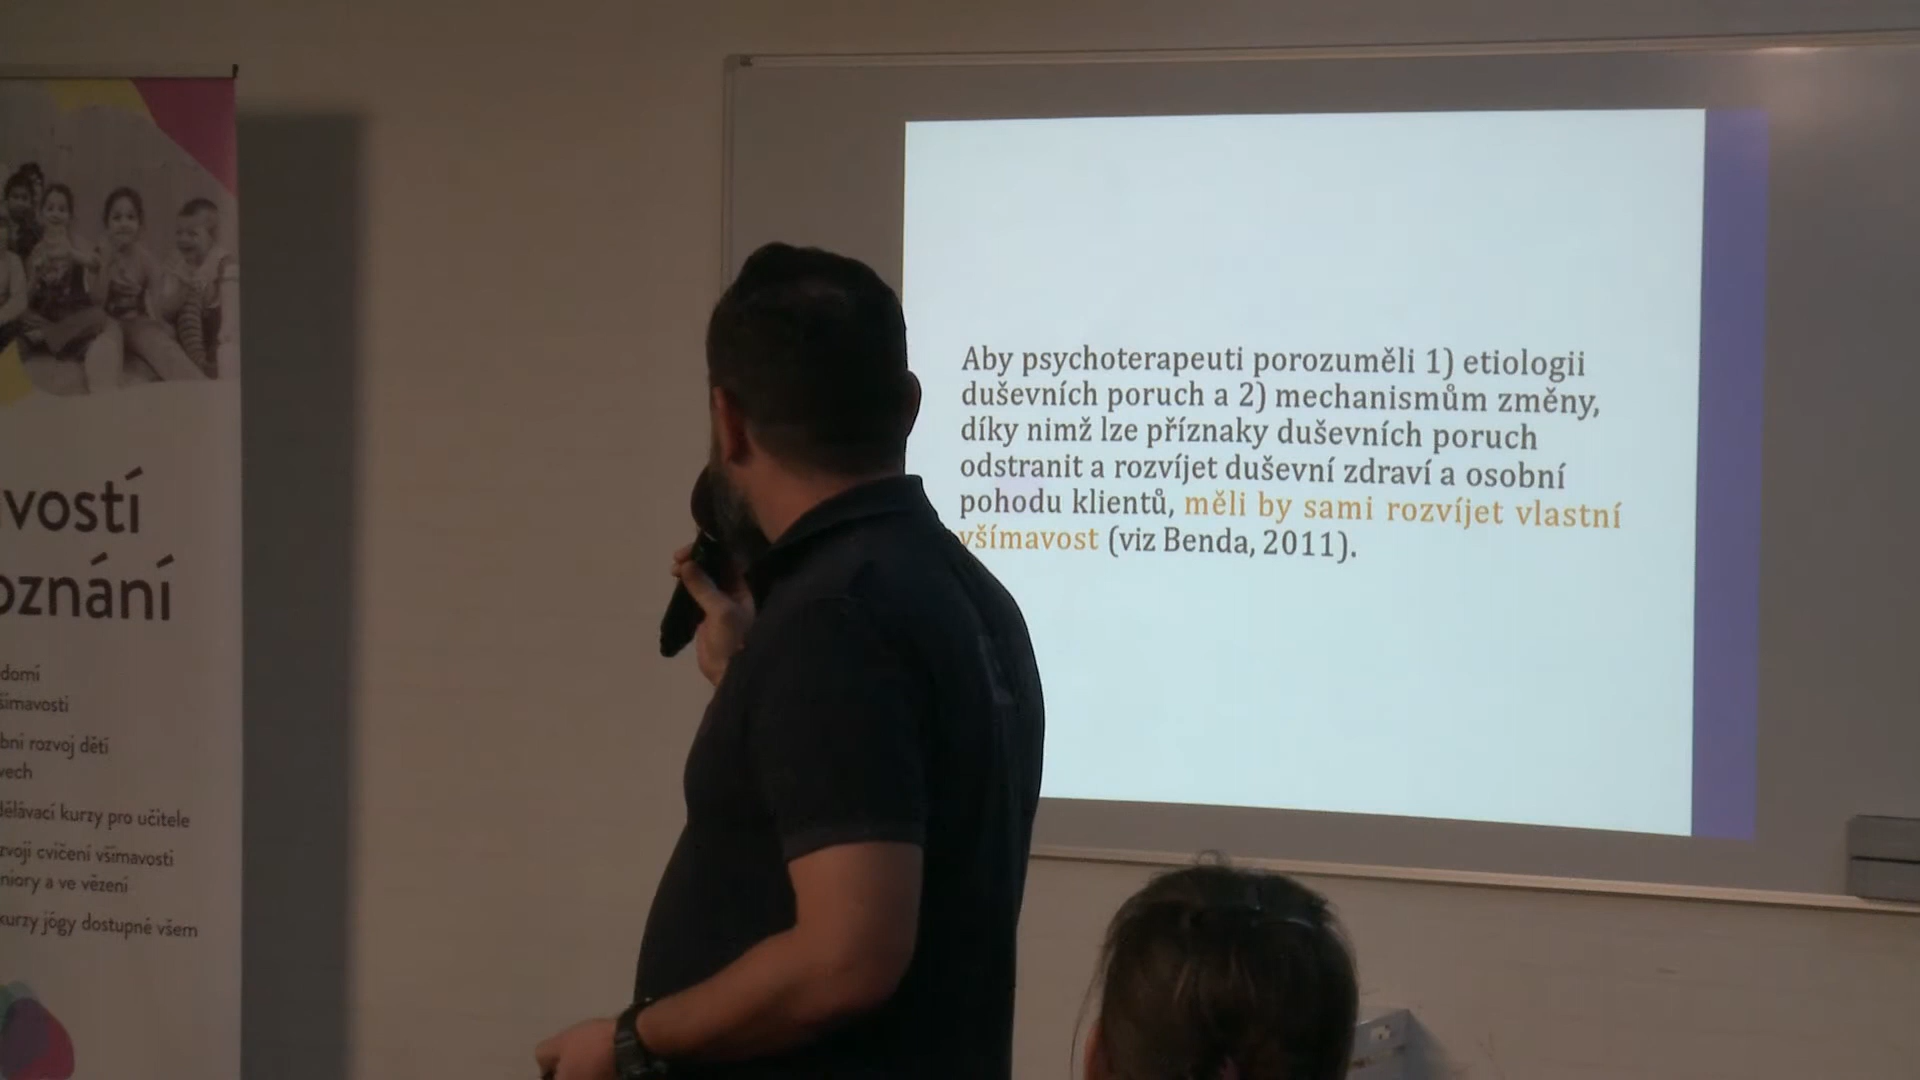 vostí
oznání
domí
šímavosti
bní rozvoj dětí
vech
dělávací kurzy pro učitele
zvoji cvičení všímavosti
niory a ve vězení
kurzy jógy dostupné všem
Aby psychoterapeuti porozuměli 1) etiologii
duševních poruch a 2) mechanismům změny,
díky nimž lze příznaky duševních poruch
odstranit a rozvíjet duševní zdraví a osobní
pohodu klientů, měli by sami rozvíjet vlastní
všímavost (viz Benda, 2011).